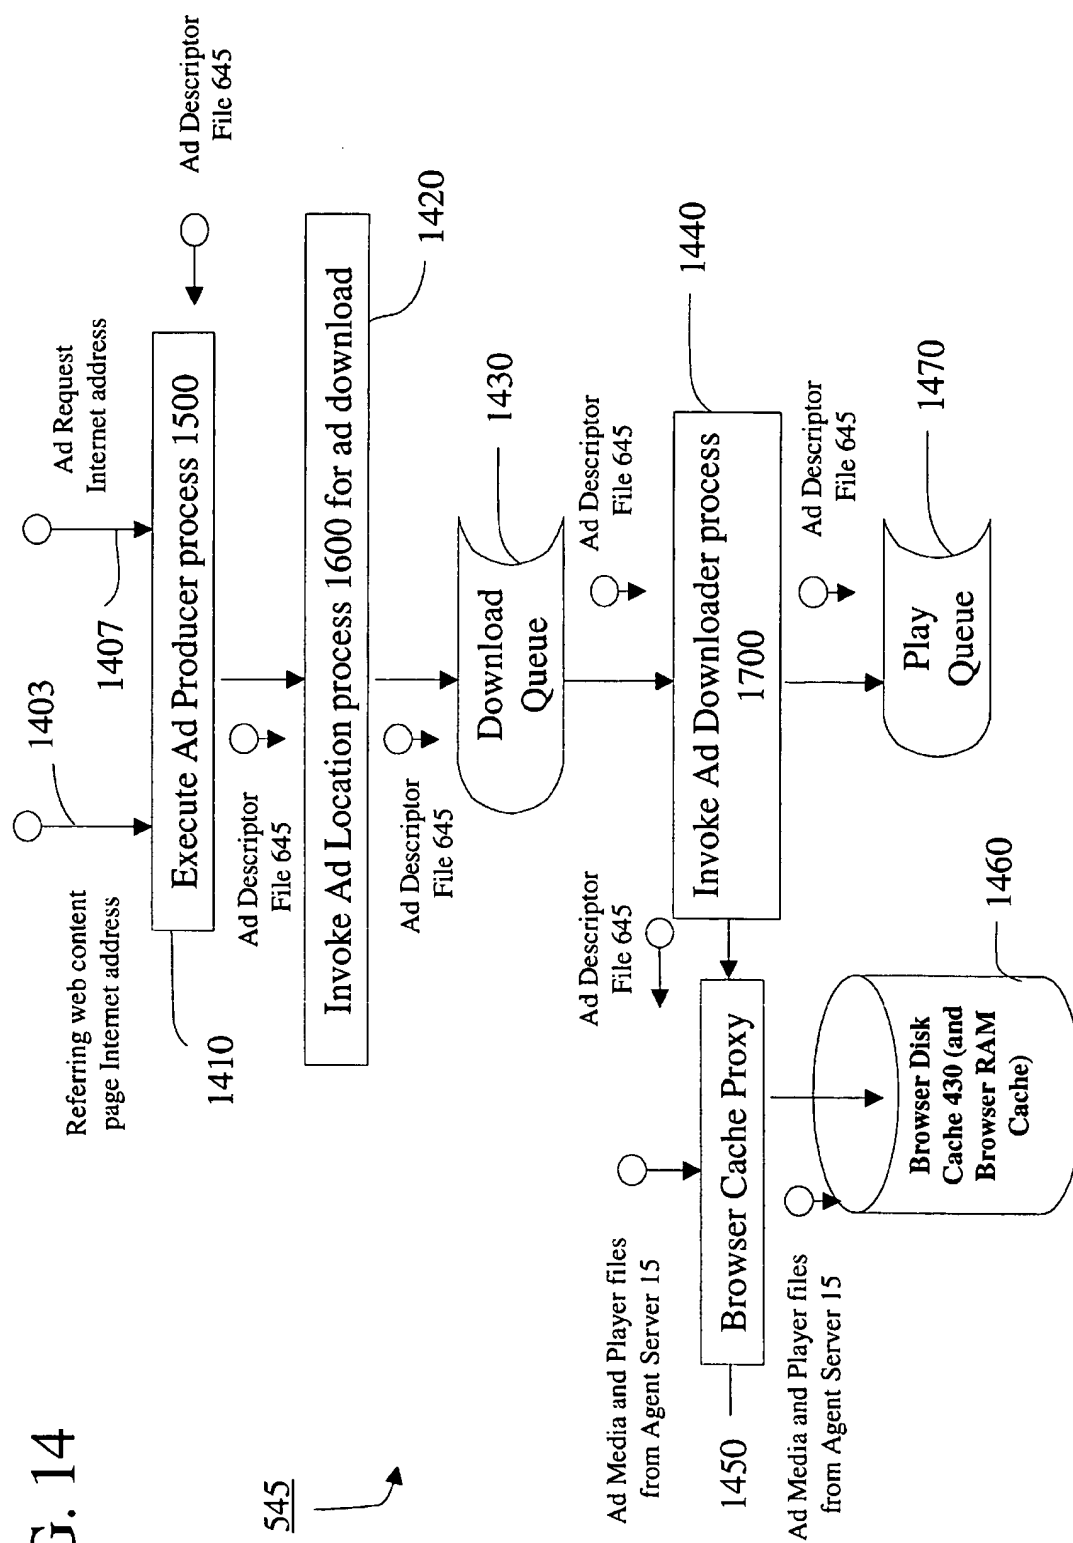 G. 14
545
1403
1407
Referring web content
page Internet address
Ad Request
Internet address
Ad Descriptor
File 645
Execute Ad Producer process 1500
1410
Ad Descriptor
File 645
Invoke Ad Location process 1600 for ad download
1420
Ad Descriptor
File 645
Download
Queue
1430
Ad Descriptor
File 645
Ad Descriptor
File 645
Invoke Ad Downloader process
1700
1440
Ad Media and Player files
from Agent Server 15
Browser Cache Proxy
1450
Ad Media and Player files
from Agent Server 15
Browser Disk
Cache 430 (and
Browser RAM
Cache)
1460
Ad Descriptor
File 645
Play
Queue
1470